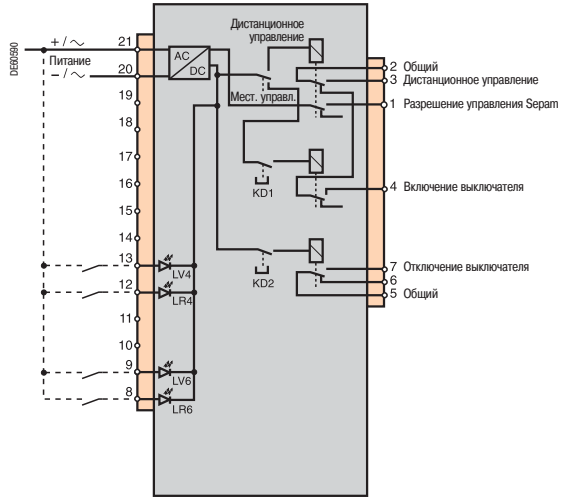 DE60590
+ / ~
Питание
– / ~
21
20
19
18
17
16
15
14
13
12
11
10
9
8
AC
DC
Дистанционное
управление
Мест. управл.
KD1
KD2
LV4
LR4
LV6
LR6
2 Общий
3 Дистанционное управление
1 Разрешение управления Sepam
4 Включение выключателя
7 Отключение выключателя
6
5 Общий